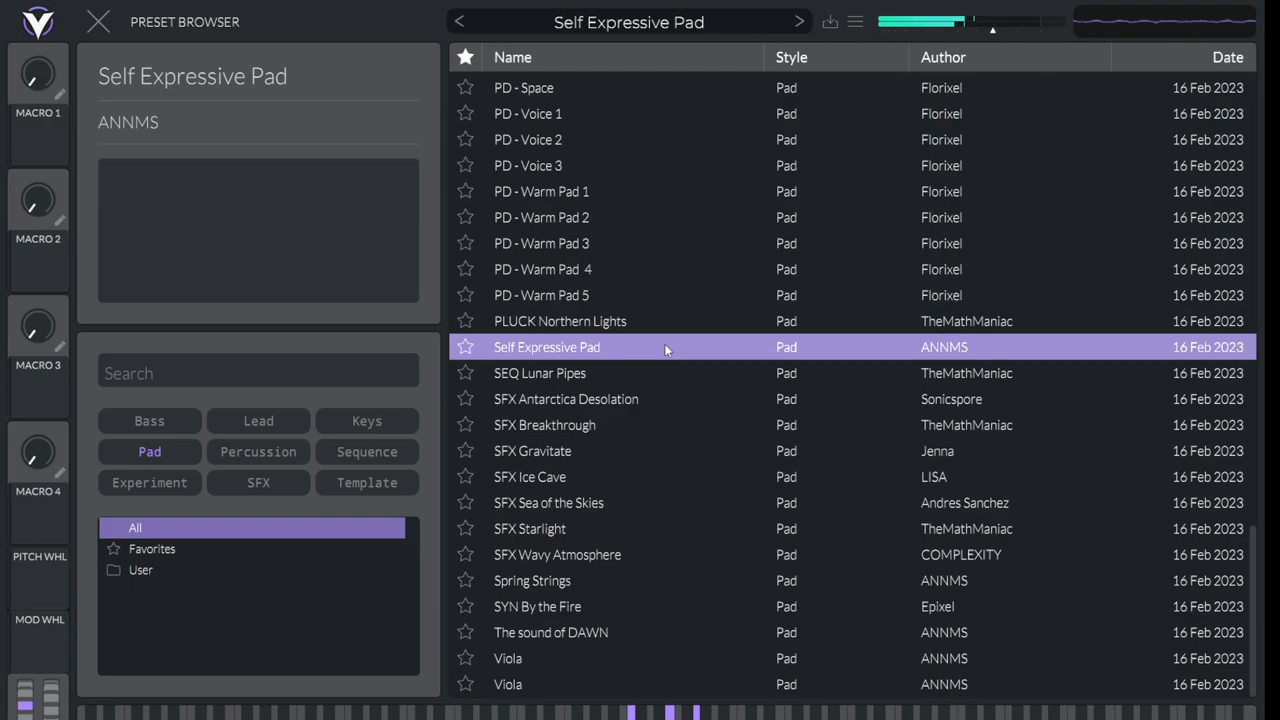 PRESET BROWSER
Self Expressive Pad
MACRO 1
MACRO 2
MACRO 3
MACRO 4
PITCH WHL
MOD WHL
Self Expressive Pad
ANNMS
Search
Bass Lead Keys
Pad Percussion Sequence
Experiment SFX Template
All
Favorites
User
Name Style Author Date
PD - Space Pad Florixel 16 Feb 2023
PD - Voice 1 Pad Florixel 16 Feb 2023
PD - Voice 2 Pad Florixel 16 Feb 2023
PD - Voice 3 Pad Florixel 16 Feb 2023
PD - Warm Pad 1 Pad Florixel 16 Feb 2023
PD - Warm Pad 2 Pad Florixel 16 Feb 2023
PD - Warm Pad 3 Pad Florixel 16 Feb 2023
PD - Warm Pad 4 Pad Florixel 16 Feb 2023
PD - Warm Pad 5 Pad Florixel 16 Feb 2023
PLUCK Northern Lights Pad TheMathManiac 16 Feb 2023
Self Expressive Pad Pad ANNMS 16 Feb 2023
SEQ Lunar Pipes Pad TheMathManiac 16 Feb 2023
SFX Antarctica Desolation Pad Sonicspore 16 Feb 2023
SFX Breakthrough Pad TheMathManiac 16 Feb 2023
SFX Gravitate Pad Jenna 16 Feb 2023
SFX Ice Cave Pad LISA 16 Feb 2023
SFX Sea of the Skies Pad Andres Sanchez 16 Feb 2023
SFX Starlight Pad TheMathManiac 16 Feb 2023
SFX Wavy Atmosphere Pad COMPLEXITY 16 Feb 2023
Spring Strings Pad ANNMS 16 Feb 2023
SYN By the Fire Pad Epixel 16 Feb 2023
The sound of DAWN Pad ANNMS 16 Feb 2023
Viola Pad ANNMS 16 Feb 2023
Viola Pad ANNMS 16 Feb 2023